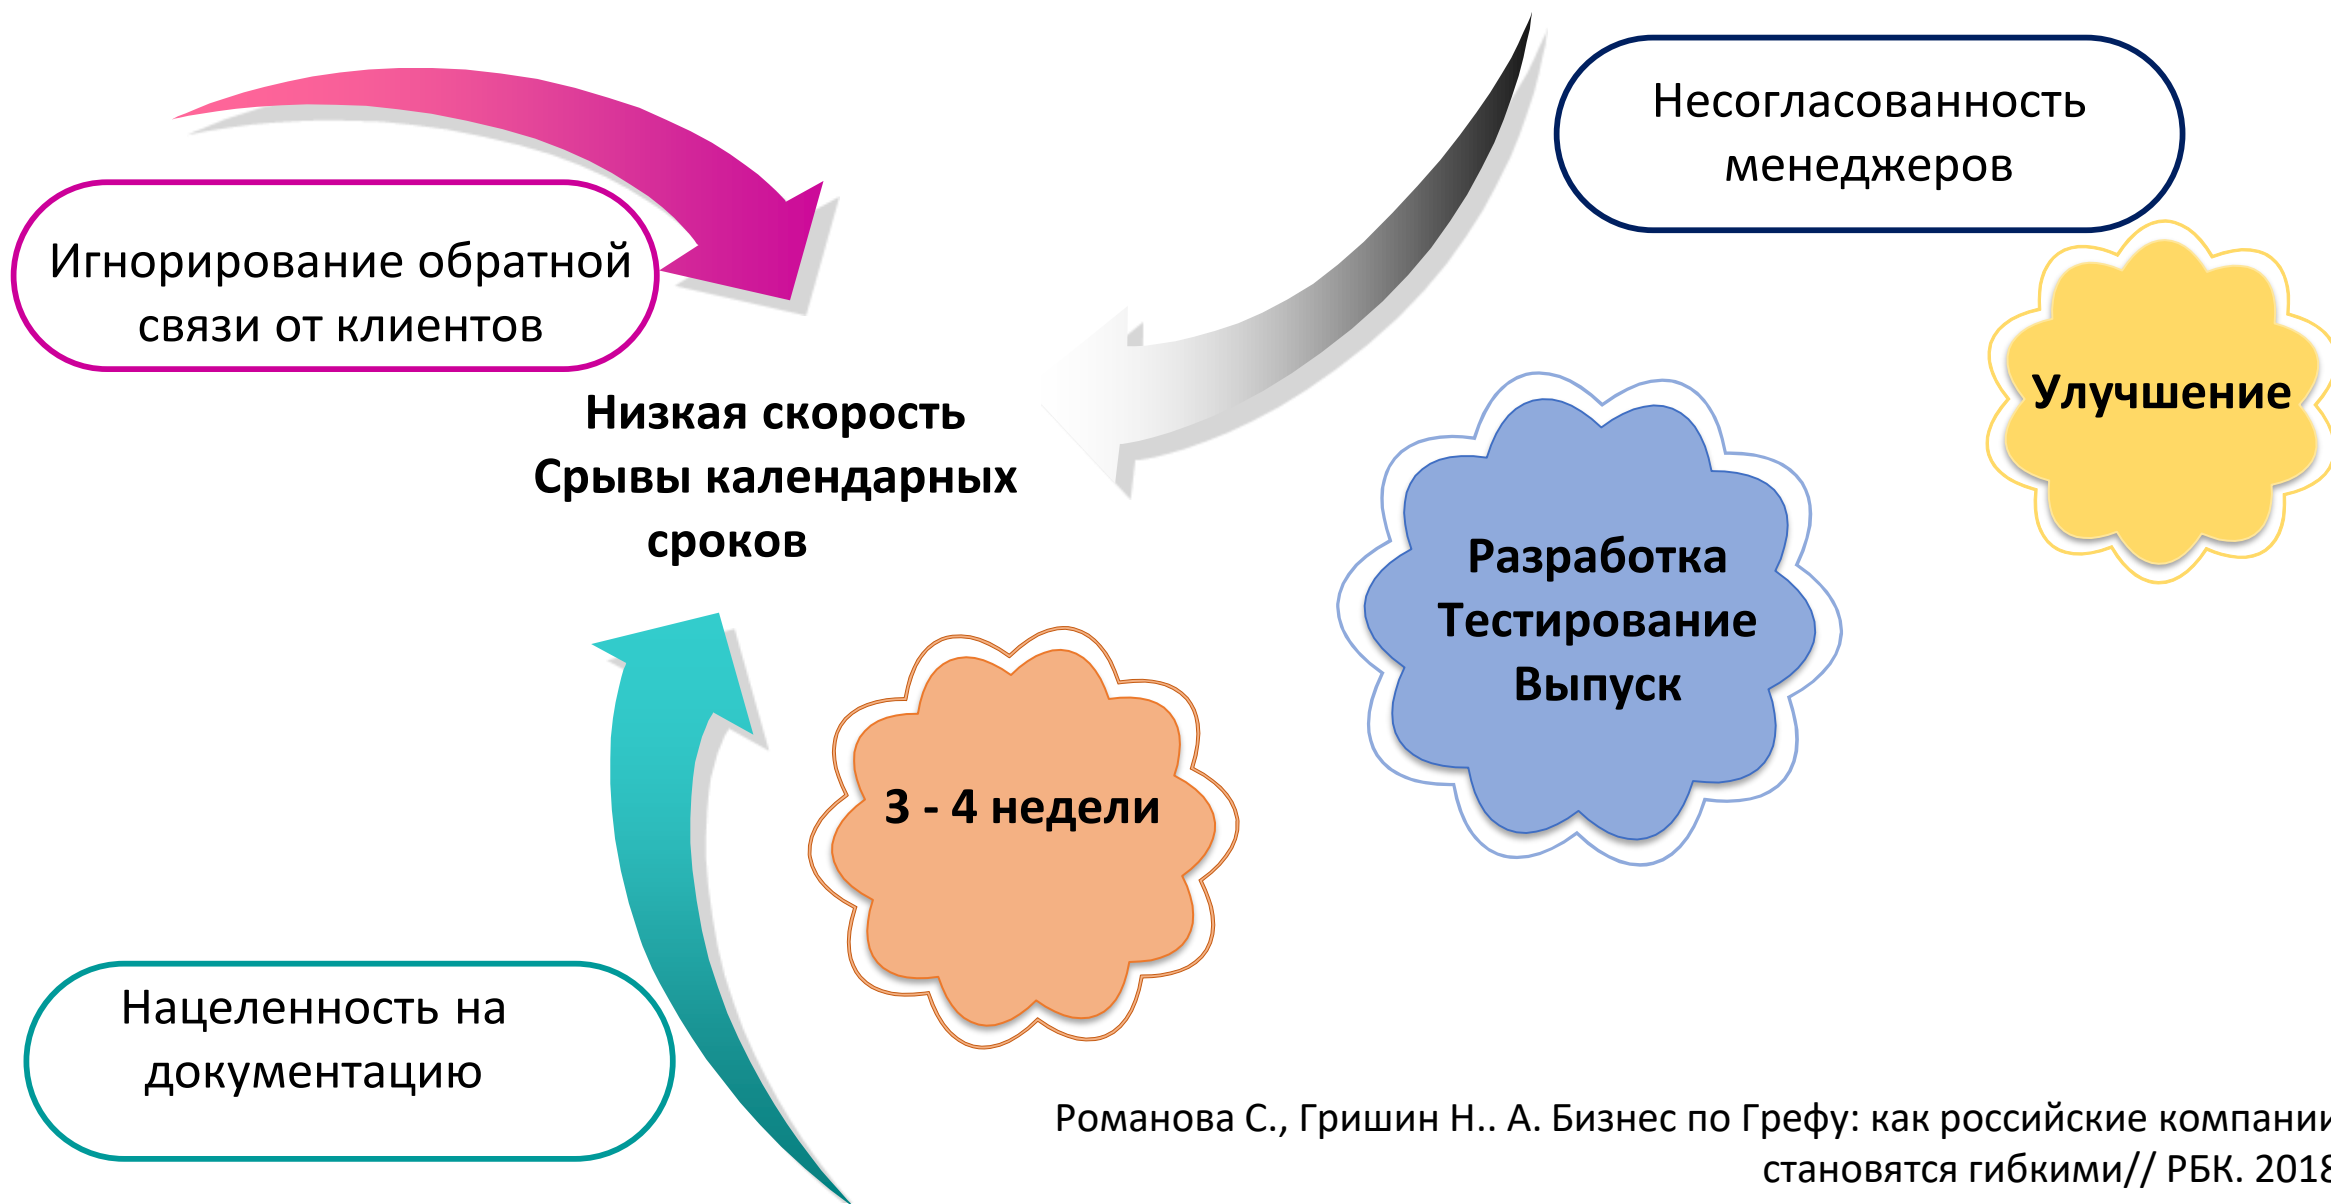 Несогласованность
менеджеров
Игнорирование обратной
связи от клиентов
Низкая скорость
Срывы календарных
сроков
Улучшение
Разработка
Тестирование
Выпуск
3 - 4 недели
Нацеленность на
документацию
Романова С., Гришин Н.. А. Бизнес по Грефу: как российские компании
становятся гибкими// РБК. 2018